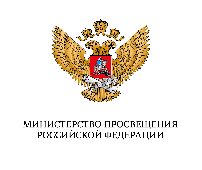 МИНИСТЕРСТВО ПРОСВЕЩЕНИЯ
РОССИЙСКОЙ ФЕДЕРАЦИИ